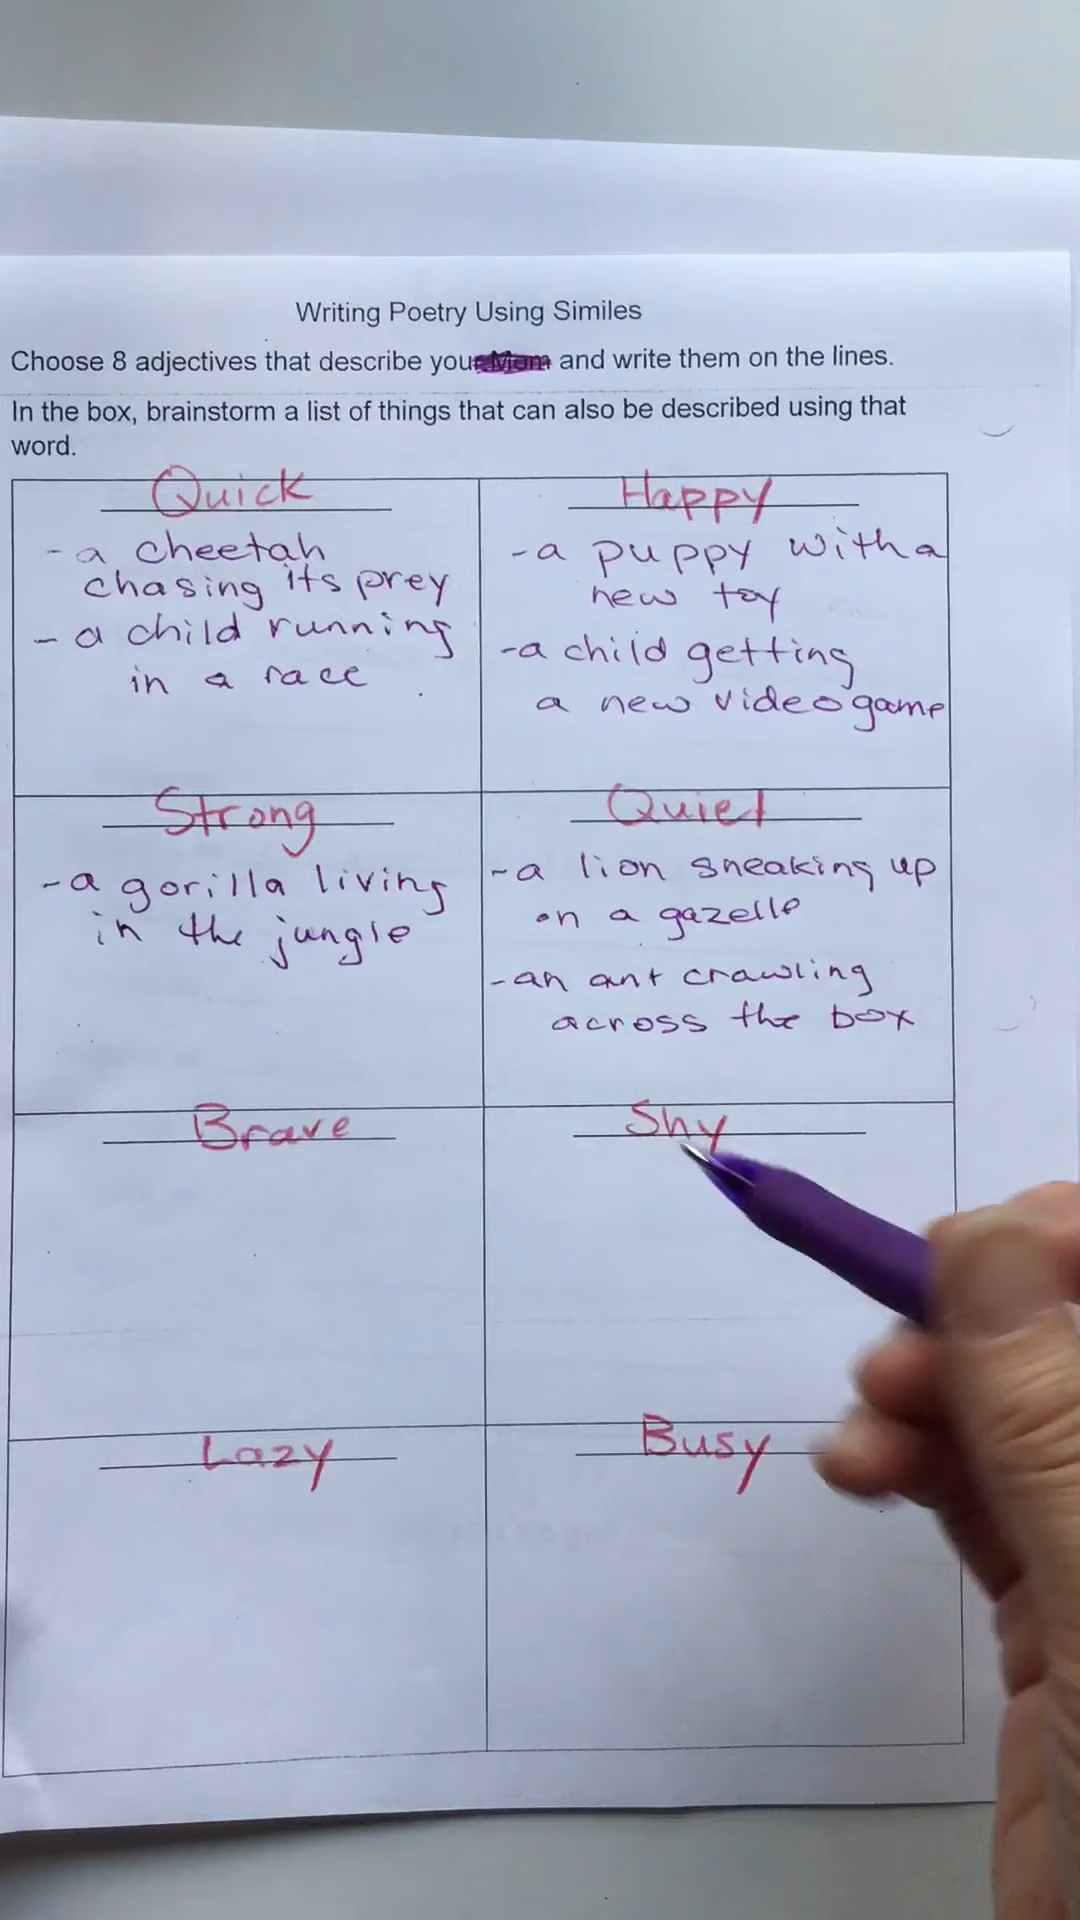 Writing Poetry Using Similes
Choose 8 adjectives that describe your Mom and write them on the lines.
In the box, brainstorm a list of things that can also be described using that
word.
Quick
- a cheetah
chasing its prey
- a child running
in a race
Happy
- a puppy with a
new toy
- a child getting
a new video game
Strong
- a gorilla living
in the jungle
Quiet
- a lion sneaking up
on a gazelle
- an ant crawling
across the box
Brave
Shy
Lazy
Busy